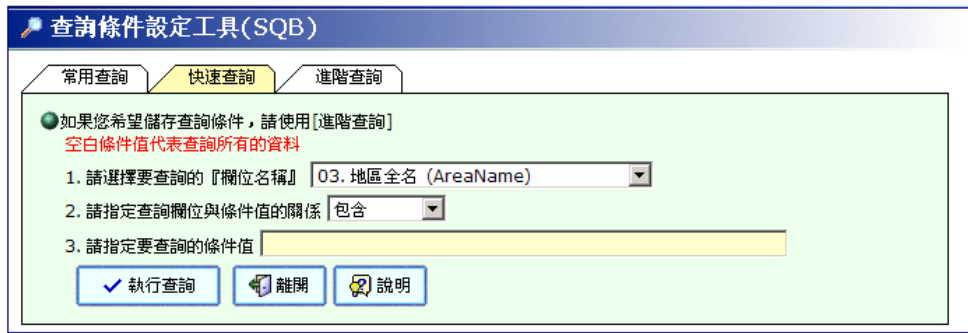 查詢條件設定工具(SQB)
常用查詢 快速查詢 進階查詢
如果您希望儲存查詢條件，請使用[進階查詢]
空白條件值代表查詢所有的資料
1. 請選擇要查詢的『欄位名稱』 03. 地區全名 (AreaName)
2. 請指定查詢欄位與條件值的關係 包含
3. 請指定要查詢的條件值
執行查詢 離開 說明